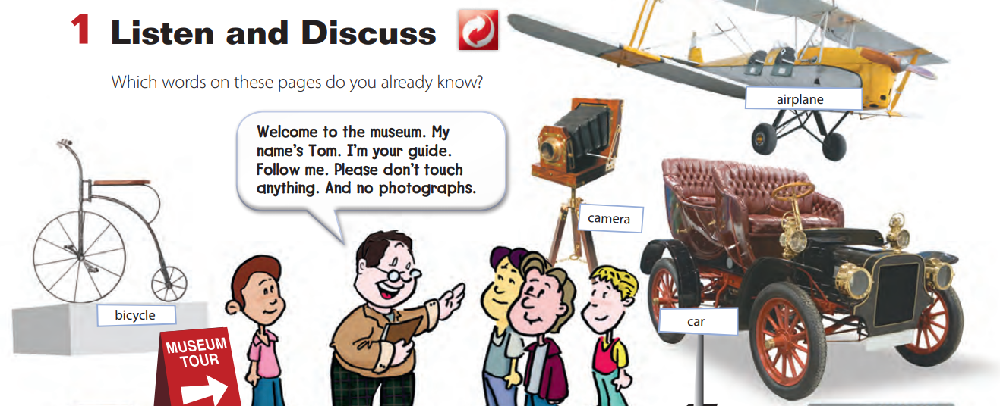 1 Listen and Discuss
Which words on these pages do you already know?
airplane
Welcome to the museum. My
name's Tom. I'm your guide.
Follow me. Please don't touch
anything. And no photographs.
camera
bicycle
car
MUSEUM
TOUR